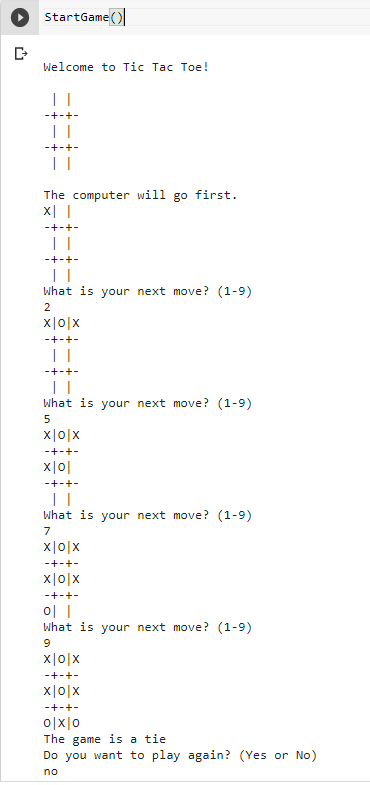 StartGame()
Welcome to Tic Tac Toe!
 | |
-+-+-
 | |
-+-+-
 | |
The computer will go first.
X| |
-+-+-
 | |
-+-+-
 | |
What is your next move? (1-9)
2
X|O|X
-+-+-
 | |
-+-+-
 | |
What is your next move? (1-9)
5
X|O|X
-+-+-
X|O|
-+-+-
 | |
What is your next move? (1-9)
7
X|O|X
-+-+-
X|O|X
-+-+-
O| |
What is your next move? (1-9)
9
X|O|X
-+-+-
X|O|X
-+-+-
O|X|O
The game is a tie
Do you want to play again? (Yes or No)
no